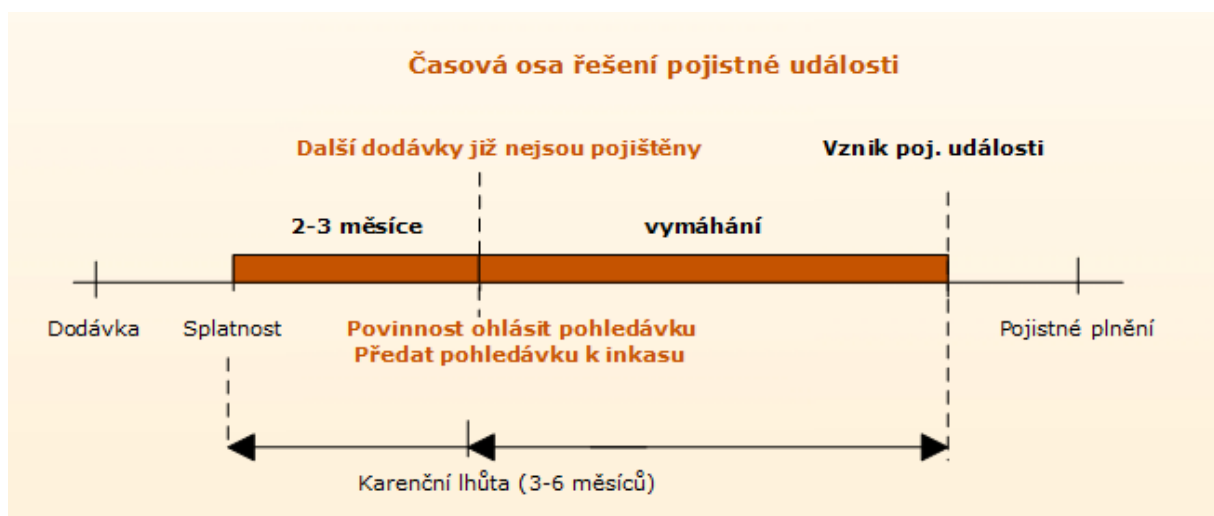 Časová osa řešení pojistné události
Další dodávky již nejsou pojištěny
Vznik poj. události
2-3 měsíce
vymáhání
Dodávka
Splatnost
Povinnost ohlásit pohledávku
Předat pohledávku k inkasu
Pojistné plnění
Karenční lhůta (3-6 měsíců)